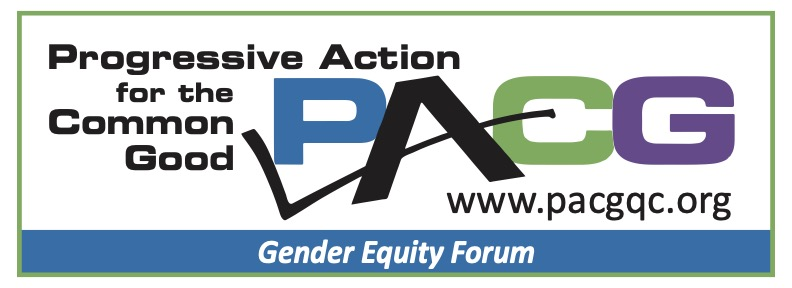 Progressive Action
for the
Common
Good
PACG
www.pacgqc.org
Gender Equity Forum